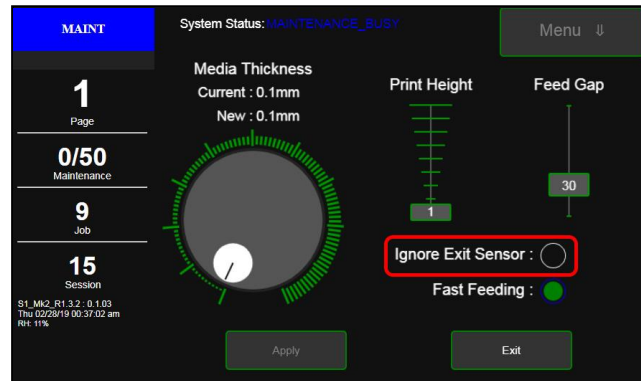 MAINT
System Status: MAINTENANCE_BUSY
Menu ⇓
1
Page
0/50
Maintenance
9
Job
15
Session
S1_Mk2_R1.3.2 : 0.1.03
Thu 02/28/19 00:37:02 am
RH: 11%
Media Thickness
Current : 0.1mm
New : 0.1mm
Print Height
1
Feed Gap
30
Ignore Exit Sensor :
Fast Feeding :
Apply
Exit